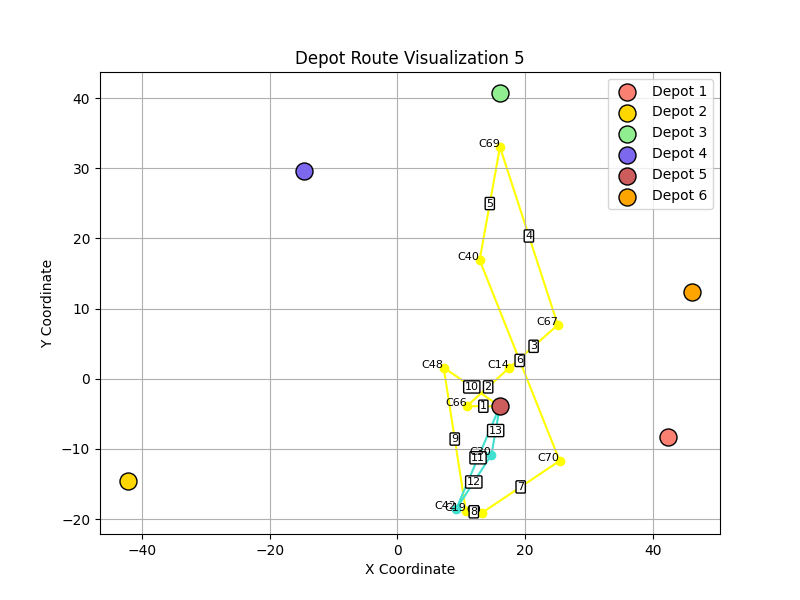 Depot Route Visualization 5
Depot 1
Depot 2
Depot 3
Depot 4
Depot 5
Depot 6
Y Coordinate
40
30
20
10
0
−10
−20
C69
5
4
C40
C67
3
6
C48
C14
10
2
C66
1
13
9
C30
11
C70
12
7
C42
8
−40
−20
0
20
40
X Coordinate